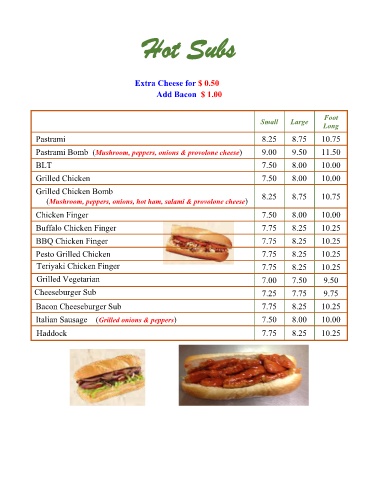 Hot Subs
Extra Cheese for $ 0.50
Add Bacon $ 1.00
Small Large Foot Long
Pastrami 8.25 8.75 10.75
Pastrami Bomb (Mushroom, peppers, onions & provolone cheese) 9.00 9.50 11.50
BLT 7.50 8.00 10.00
Grilled Chicken 7.50 8.00 10.00
Grilled Chicken Bomb
(Mushroom, peppers, onions, hot ham, salami & provolone cheese) 8.25 8.75 10.75
Chicken Finger 7.50 8.00 10.00
Buffalo Chicken Finger 7.75 8.25 10.25
BBQ Chicken Finger 7.75 8.25 10.25
Pesto Grilled Chicken 7.75 8.25 10.25
Teriyaki Chicken Finger 7.75 8.25 10.25
Grilled Vegetarian 7.00 7.50 9.50
Cheeseburger Sub 7.25 7.75 9.75
Bacon Cheeseburger Sub 7.75 8.25 10.25
Italian Sausage (Grilled onions & peppers) 7.50 8.00 10.00
Haddock 7.75 8.25 10.25